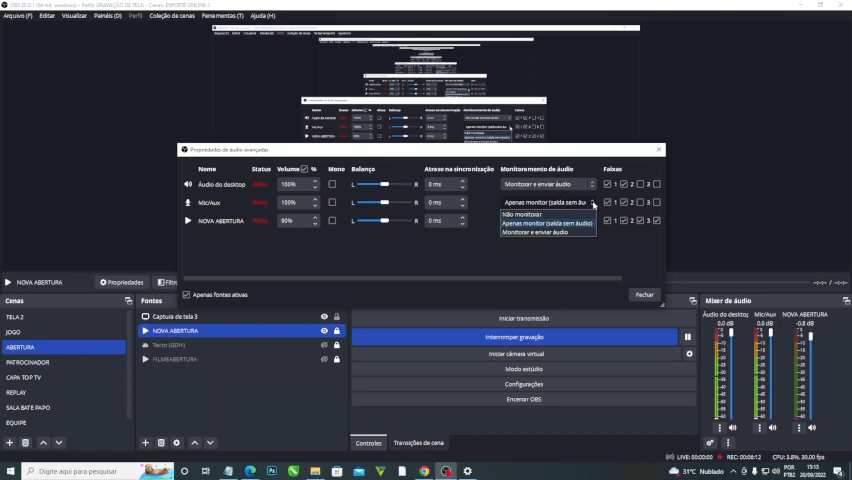 OBS 28.0.1 (64-bit, windows) - Perfil: GRAVAÇÃO DE TELA - Cenas: ESPORTE ONLINE 2
Arquivo (F) Editar Visualizar Painéis (D) Perfil Coleção de cenas Ferramentas (T) Ajuda (H)
Propriedades de áudio avançadas
Nome Status Volume % Mono Balanço Atraso na sincronização Monitoramento de áudio Faixas
Áudio do desktop Ativo 100% L R 0 ms Monitorar e enviar áudio 1 2 3
Mic/Aux Ativo 100% L R 0 ms Apenas monitor (saída sem áu 1 2 3
Não monitorar
NOVA ABERTURA Ativo 90% L R 0 ms Apenas monitor (saída sem áudio) 1 2 3
Monitorar e enviar áudio
Apenas fontes ativas Fechar
NOVA ABERTURA Propriedades Filtro --:--:-- / --:--:--
Cenas Fontes Mixer de áudio
TELA 2
JOGO
ABERTURA
PATROCINADOR
CAPA TOP TV
REPLAY
SALA BATE PAPO
EQUIPE
Captura de tela 3
NOVA ABERTURA
Texto (GDI+)
FILMEABERTURA
Iniciar transmissão
Interromper gravação
Iniciar câmera virtual
Modo estúdio
Configurações
Encerrar OBS
Controles Transições de cena
Áudio do desktop Mic/Aux NOVA ABERTURA
0.0 dB 0.0 dB -0.8 dB
LIVE: 00:00:00 REC: 00:06:12 CPU: 3.8%, 30.00 fps
Digite aqui para pesquisar
31°C Nublado
POR
PTB2
15:13
20/09/2022
4